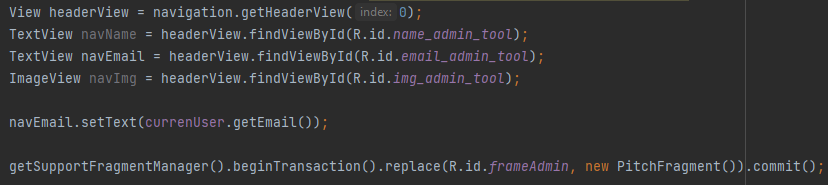 View headerView = navigation.getHeaderView( index: 0);
TextView navName = headerView.findViewById(R.id.name_admin_tool);
TextView navEmail = headerView.findViewById(R.id.email_admin_tool);
ImageView navImg = headerView.findViewById(R.id.img_admin_tool);
navEmail.setText(currenUser.getEmail());
getSupportFragmentManager().beginTransaction().replace(R.id.frameAdmin, new PitchFragment()).commit();